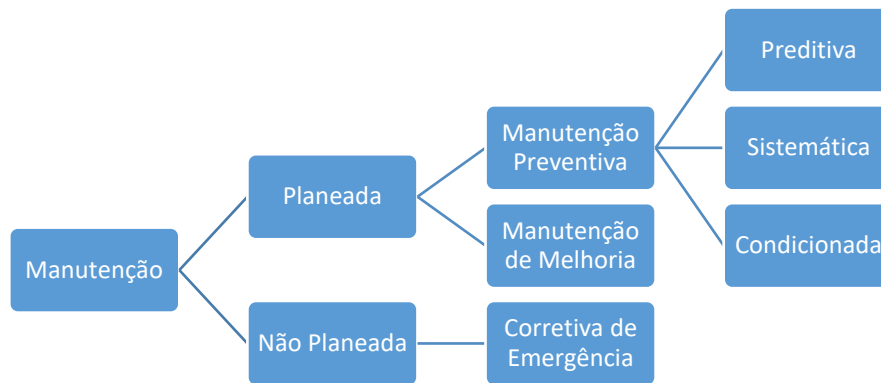 Manutenção
Planeada
Não Planeada
Manutenção
Preventiva
Manutenção
de Melhoria
Corretiva de
Emergência
Preditiva
Sistemática
Condicionada